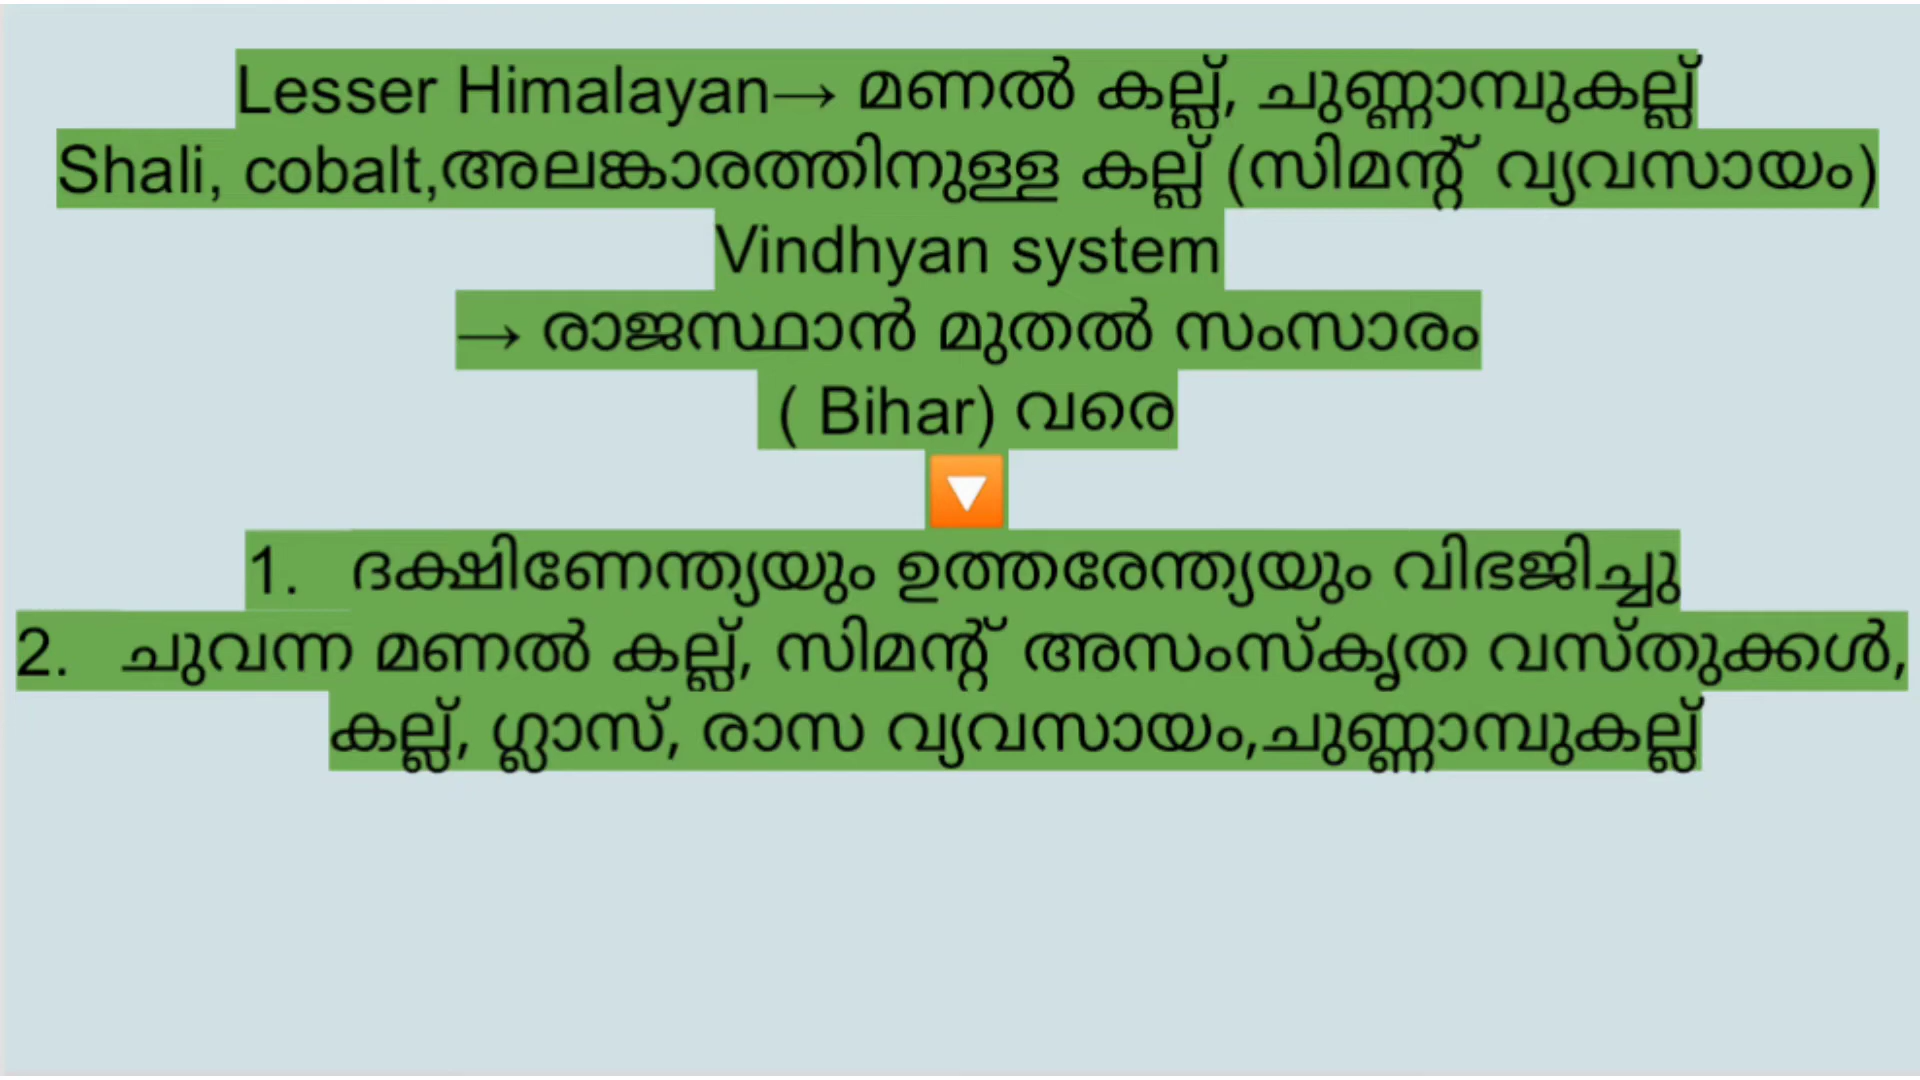 Lesser Himalayan→ മണൽ കല്ല്, ചുണ്ണാമ്പുകല്ല്
Shali, cobalt,അലങ്കാരത്തിനുള്ള കല്ല് (സിമന്റ് വ്യവസായം)
Vindhyan system
→ രാജസ്ഥാൻ മുതൽ സംസാരം
( Bihar) വരെ
🔽
1. ദക്ഷിണേന്ത്യയും ഉത്തരേന്ത്യയും വിഭജിച്ചു
2. ചുവന്ന മണൽ കല്ല്, സിമന്റ് അസംസ്കൃത വസ്തുക്കൾ,
കല്ല്, ഗ്ലാസ്, രാസ വ്യവസായം,ചുണ്ണാമ്പുകല്ല്